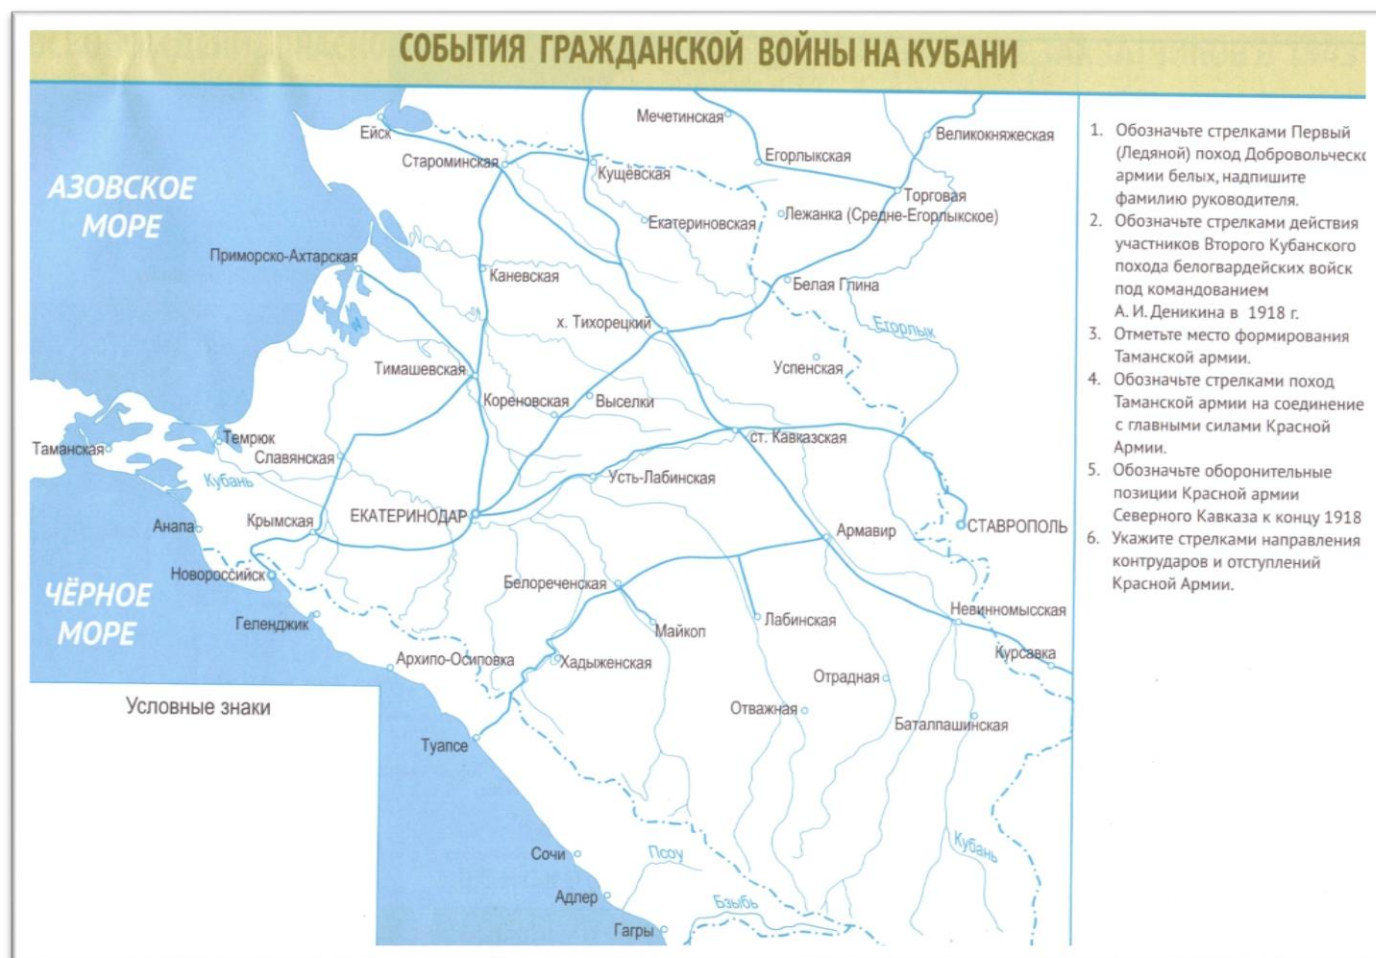 СОБЫТИЯ ГРАЖДАНСКОЙ ВОЙНЫ НА КУБАНИ
АЗОВСКОЕ
МОРЕ
ЧЁРНОЕ
МОРЕ
Ейск
Староминская
Кущёвская
Мечетинская
Егорлыкская
Великокняжеская
Торговая
Екатериновская
Лежанка (Средне-Егорлыкское)
Приморско-Ахтарская
Каневская
Белая Глина
х. Тихорецкий
Егорлык
Тимашевская
Успенская
Кореновская
Выселки
Таманская
Темрюк
Славянская
Кубань
ст. Кавказская
Усть-Лабинская
Анапа
Крымская
ЕКАТЕРИНОДАР
СТАВРОПОЛЬ
Армавир
Новороссийск
Белореченская
Геленджик
Майкоп
Лабинская
Невинномысская
Курсавка
Архипо-Осиповка
Хадыженская
Отрадная
Отважная
Баталпашинская
Туапсе
Сочи
Псоу
Кубань
Адлер
Бзыбь
Гагры
Условные знаки
1. Обозначьте стрелками Первый
(Ледяной) поход Добровольческо
армии белых, надпишите
фамилию руководителя.
2. Обозначьте стрелками действия
участников Второго Кубанского
похода белогвардейских войск
под командованием
А. И. Деникина в 1918 г.
3. Отметьте место формирования
Таманской армии.
4. Обозначьте стрелками поход
Таманской армии на соединение
с главными силами Красной
Армии.
5. Обозначьте оборонительные
позиции Красной армии
Северного Кавказа к концу 1918
6. Укажите стрелками направления
контрударов и отступлений
Красной Армии.